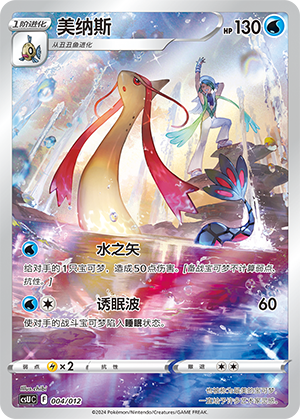 1阶进化
美纳斯
HP 130
从丑丑鱼进化
水之矢
给对手的1只宝可梦，造成50点伤害。[备战宝可梦不计算弱点、
抗性。]
诱眠波 60
使对手的战斗宝可梦陷入睡眠状态。
弱点 ×2 抗性 撤退
csUC F 004/012
©2024 Pokémon/Nintendo/Creatures/GAME FREAK.